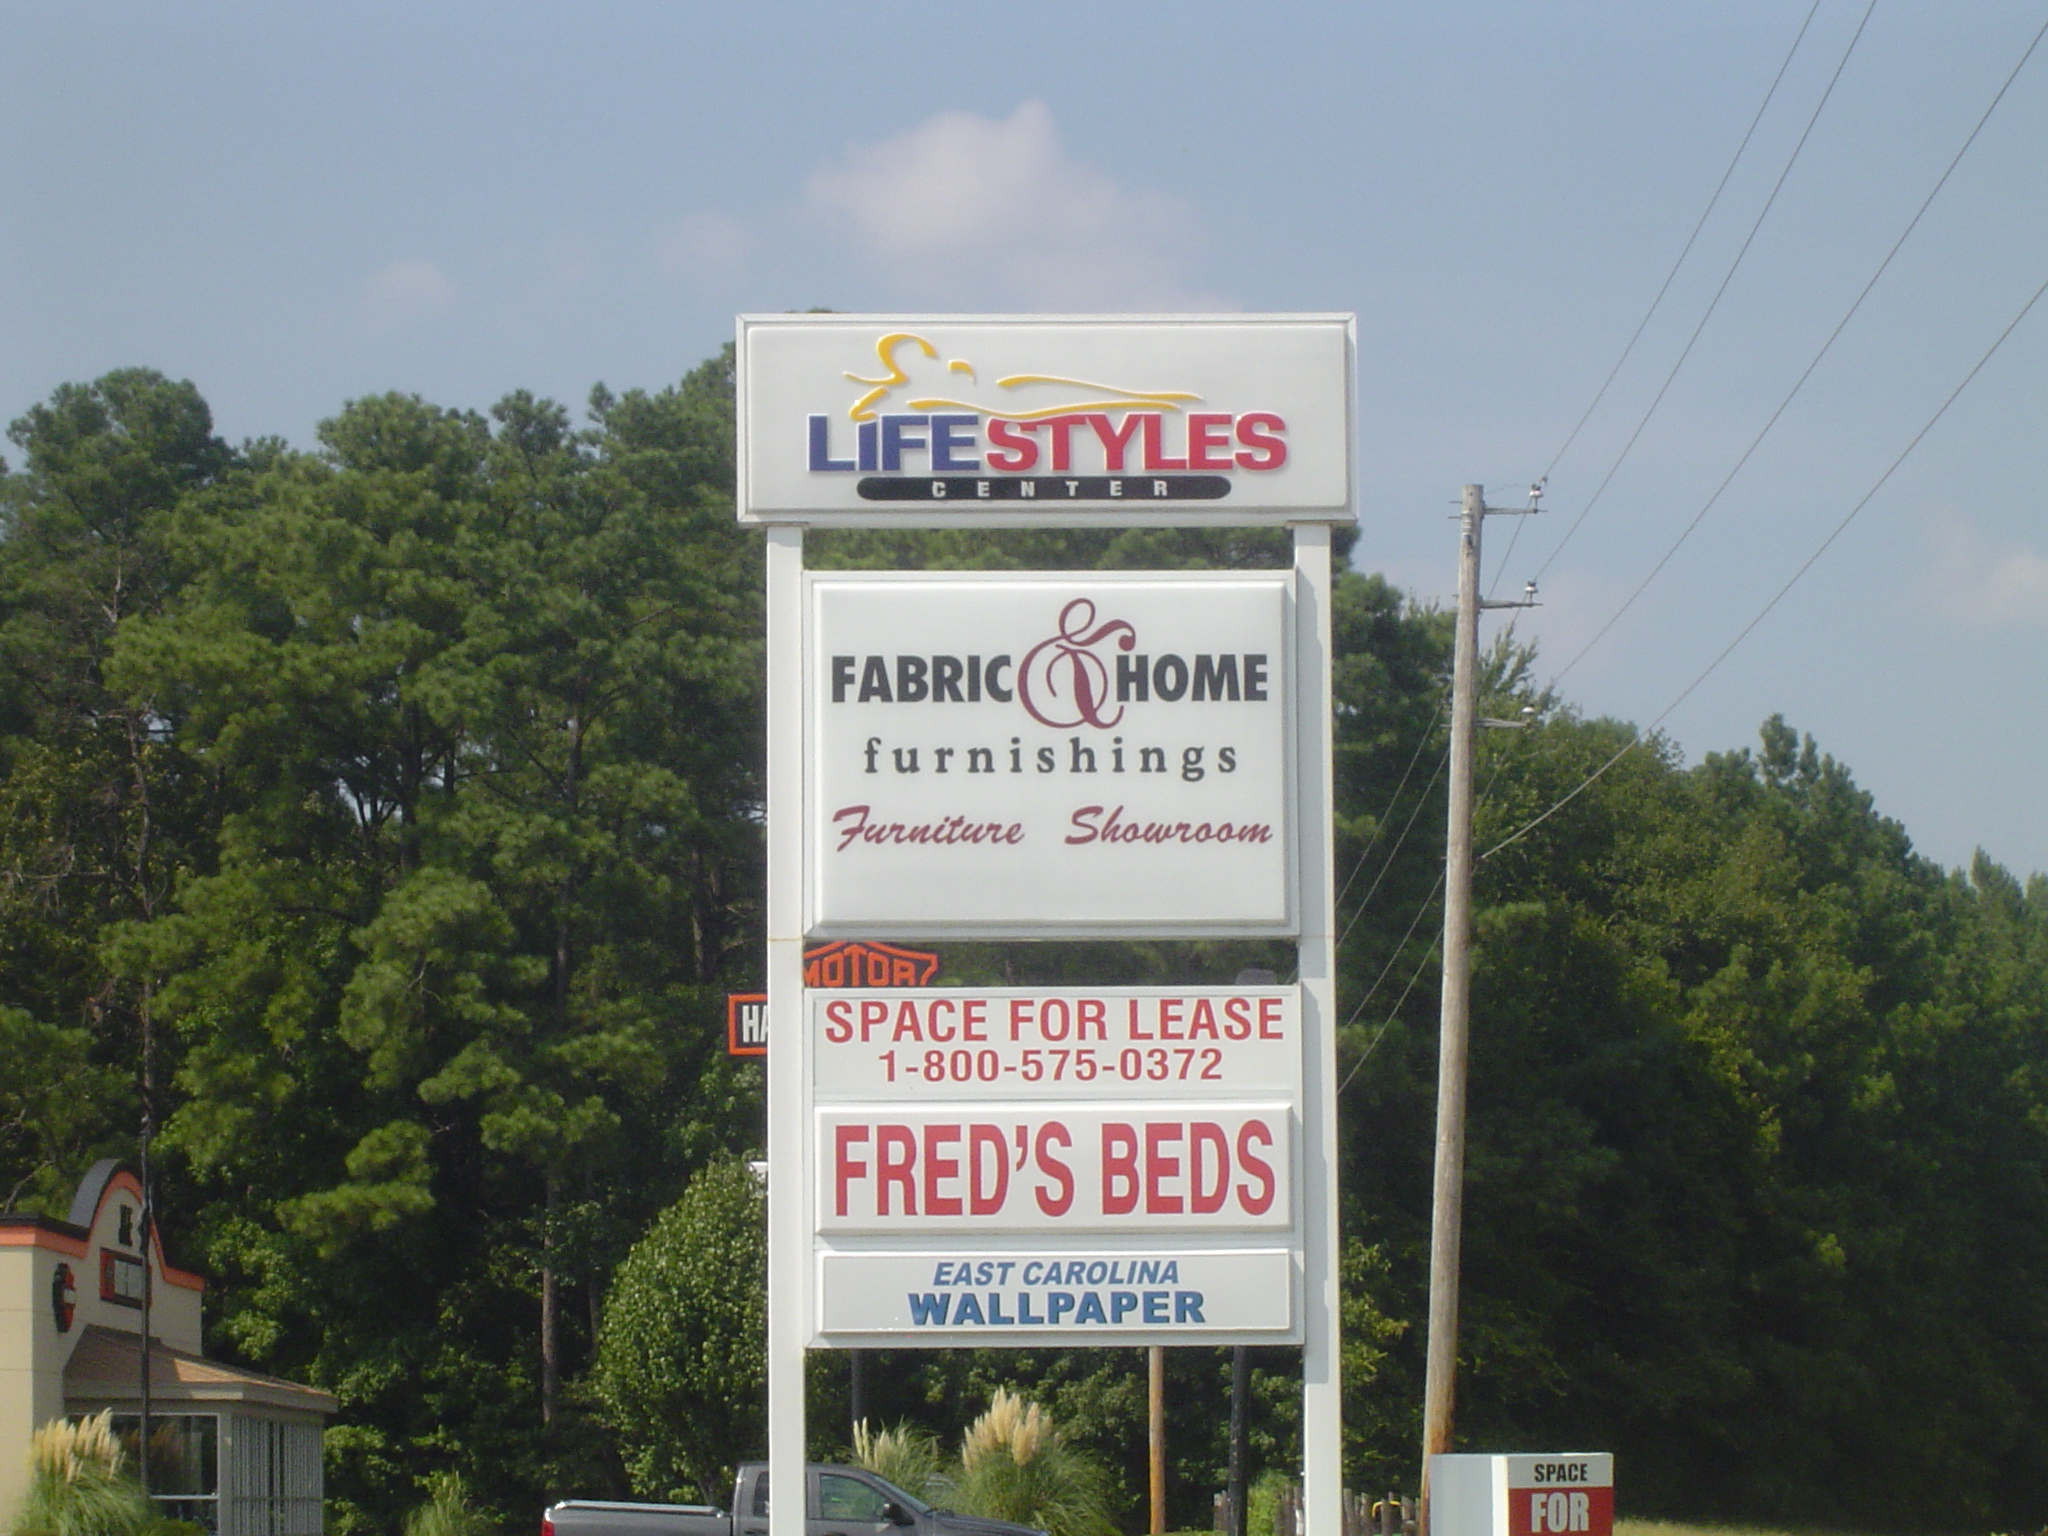 LIFESTYLES
CENTER
FABRIC & HOME
furnishings
Furniture Showroom
MOTOR
HA
SPACE FOR LEASE
1-800-575-0372
FRED'S BEDS
EAST CAROLINA
WALLPAPER
SPACE
FOR